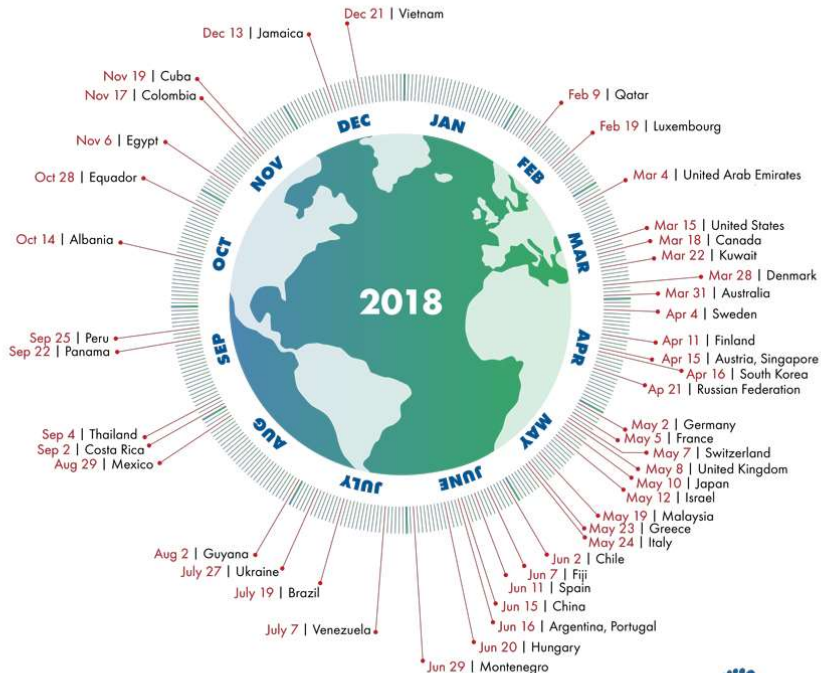 Dec 21 | Vietnam
Dec 13 | Jamaica
Nov 19 | Cuba
Nov 17 | Colombia
Nov 6 | Egypt
Oct 28 | Equador
Oct 14 | Albania
Sep 25 | Peru
Sep 22 | Panama
Sep 4 | Thailand
Sep 2 | Costa Rica
Aug 29 | Mexico
Aug 2 | Guyana
July 27 | Ukraine
July 19 | Brazil
July 7 | Venezuela
Feb 9 | Qatar
Feb 19 | Luxembourg
Mar 4 | United Arab Emirates
Mar 15 | United States
Mar 18 | Canada
Mar 22 | Kuwait
Mar 28 | Denmark
Mar 31 | Australia
Apr 4 | Sweden
Apr 11 | Finland
Apr 15 | Austria, Singapore
Apr 16 | South Korea
Ap 21 | Russian Federation
May 2 | Germany
May 5 | France
May 7 | Switzerland
May 8 | United Kingdom
May 10 | Japan
May 12 | Israel
May 19 | Malaysia
May 23 | Greece
May 24 | Italy
Jun 2 | Chile
Jun 7 | Fiji
Jun 11 | Spain
Jun 15 | China
Jun 16 | Argentina, Portugal
Jun 20 | Hungary
Jun 29 | Montenegro
JAN
FEB
MAR
APR
MAY
JUNE
JULY
AUG
SEP
OCT
NOV
DEC
2018